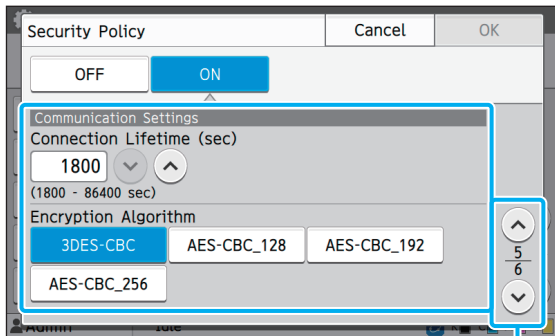 Security Policy
Cancel
OK
OFF
ON
Communication Settings
Connection Lifetime (sec)
1800
(1800 - 86400 sec)
Encryption Algorithm
3DES-CBC
AES-CBC_128
AES-CBC_192
AES-CBC_256
5
6
Admin
Idle